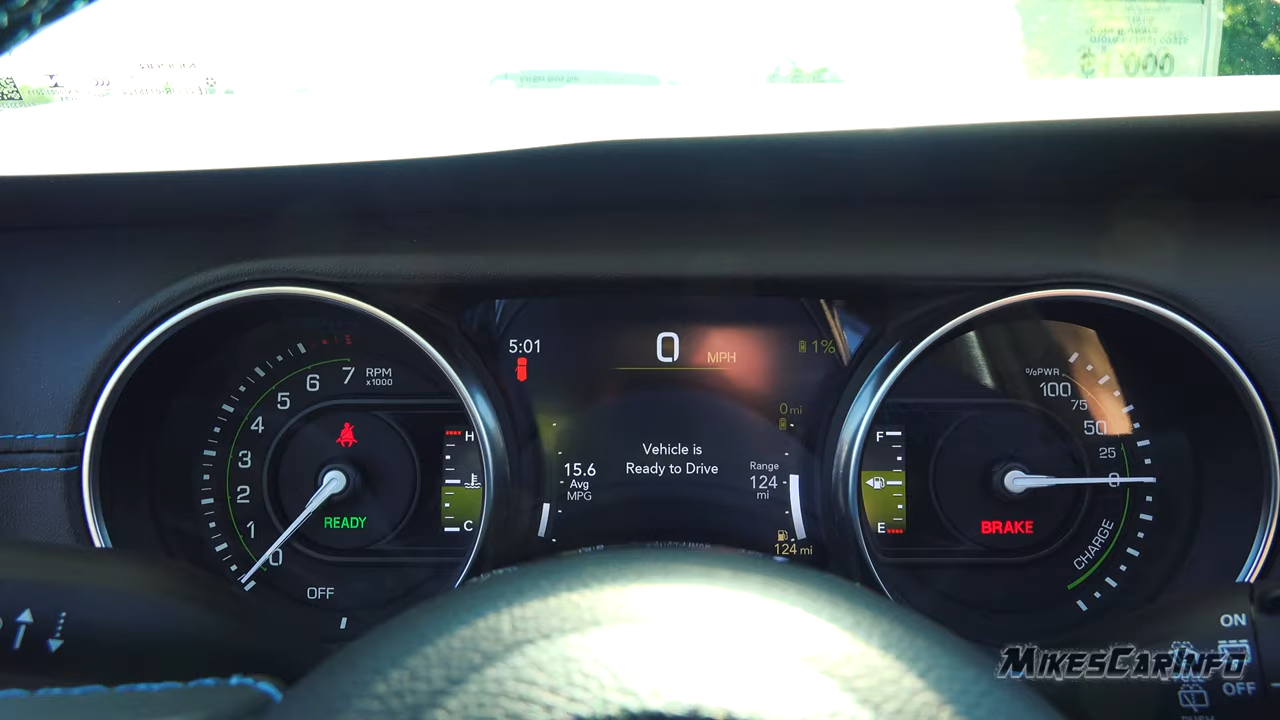 5:01
0 MPH
1%
7 RPM
x1000
6
5
4
3
2
1
0
OFF
READY
H
C
15.6
Avg
MPG
Vehicle is
Ready to Drive
0 mi
Range
124
mi
124 mi
F
E
%PWR
100
75
50
25
0
CHARGE
BRAKE
ON
OFF
MIKESCARINFO